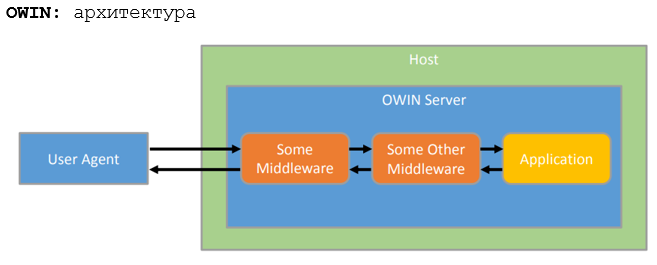 OWIN: архитектура
Host
OWIN Server
User Agent
Some
Middleware
Some Other
Middleware
Application